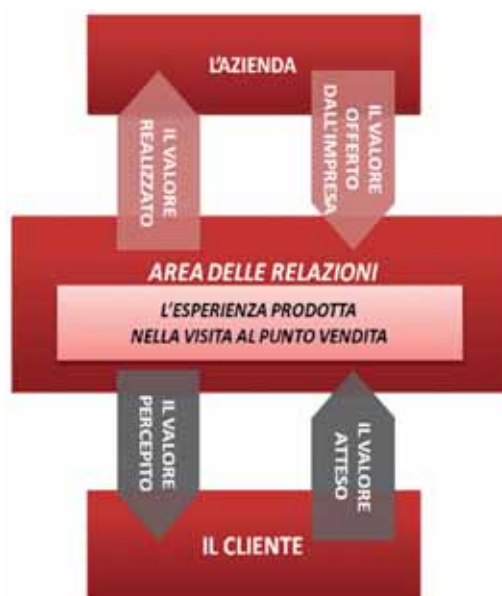 L'AZIENDA
IL VALORE
REALIZZATO
IL VALORE
OFFERTO
DALL'IMPRESA
AREA DELLE RELAZIONI
L'ESPERIENZA PRODOTTA
NELLA VISITA AL PUNTO VENDITA
IL VALORE
PERCEPITO
IL VALORE
ATTESO
IL CLIENTE